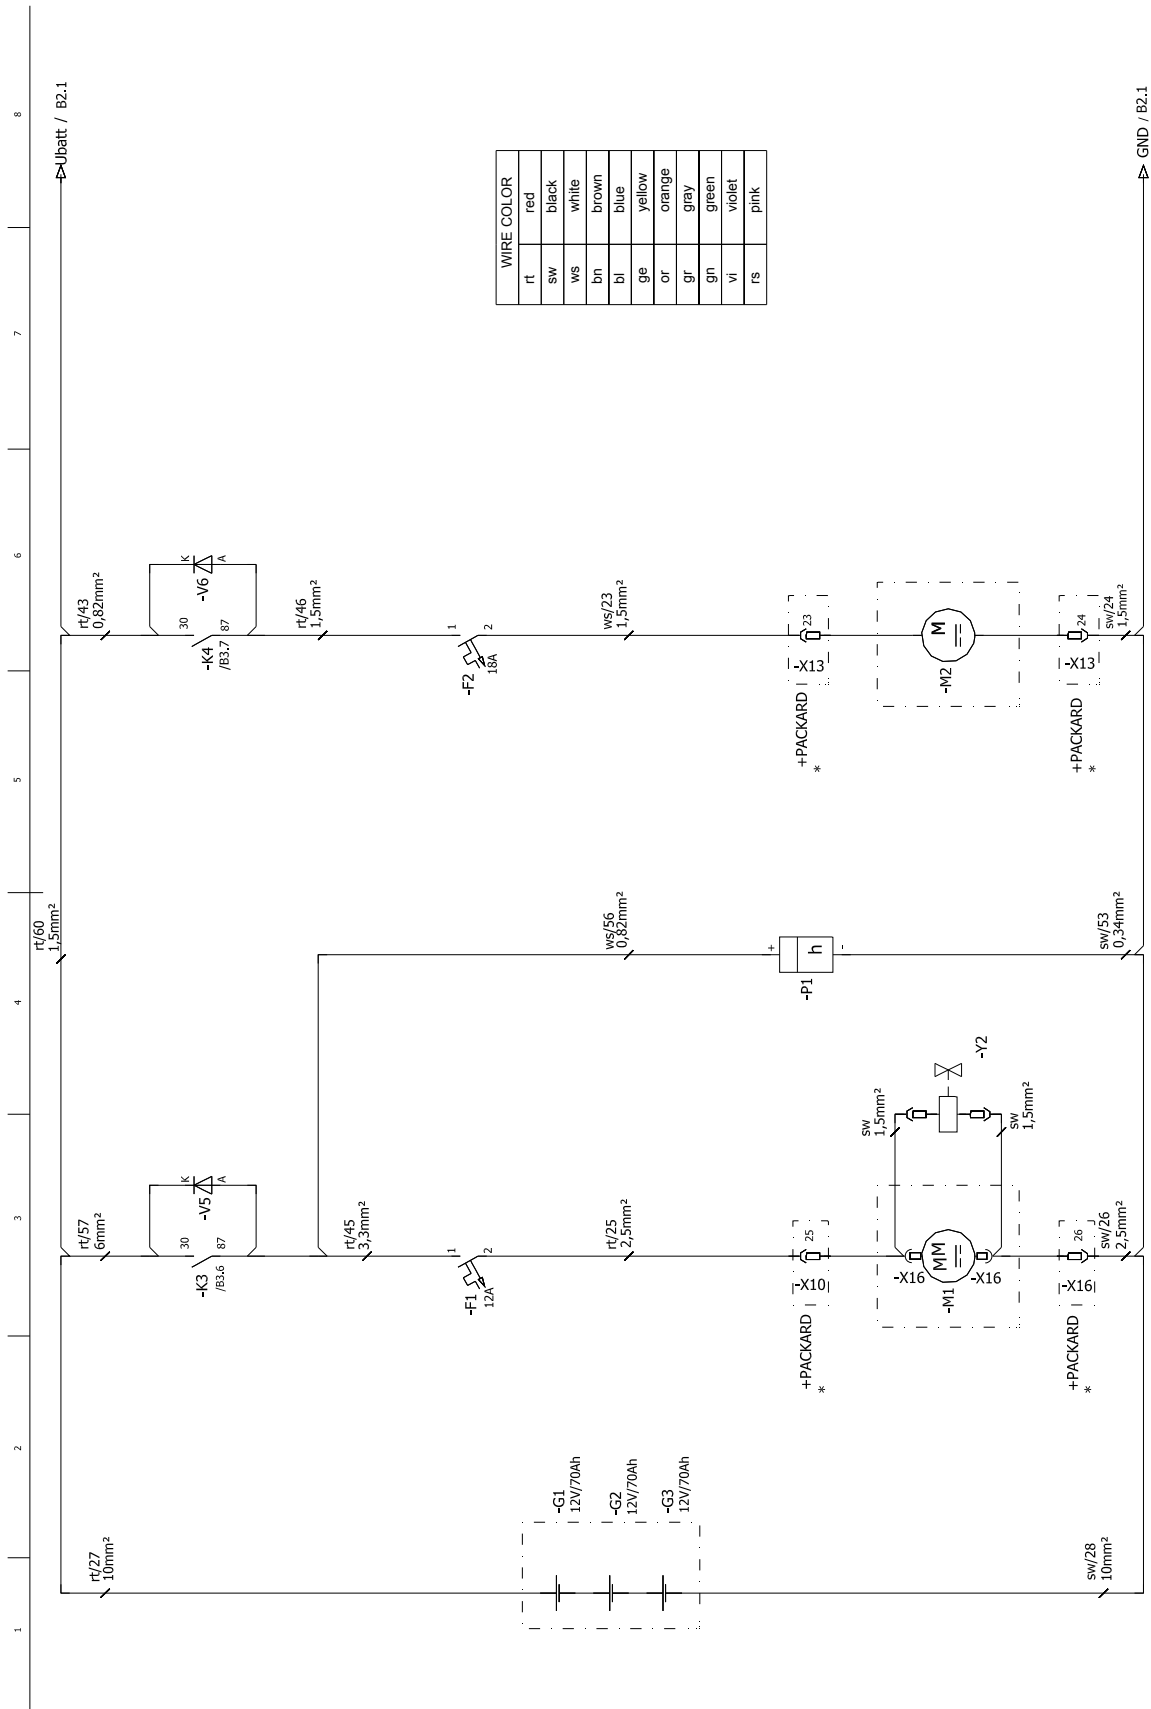 1
2
3
4
5
6
7
8
rt/60
1,5mm²
Ubatt / B2.1
rt/27
10mm²
rt/57
6mm²
rt/43
0,82mm²
-K3
/B3.6
30
87
-V5
K
A
-K4
/B3.7
30
87
-V6
K
A
rt/45
3,3mm²
rt/46
1,5mm²
-F1
12A
1
2
-F2
18A
1
2
WIRE COLOR
rt red
sw black
ws white
bn brown
bl blue
ge yellow
or orange
gr gray
gn green
vi violet
rs pink
-G1
12V/70Ah
-G2
12V/70Ah
-G3
12V/70Ah
rt/25
2,5mm²
ws/56
0,82mm²
ws/23
1,5mm²
+PACKARD
*
-X10
25
-P1
+
h
-
+PACKARD
*
-X13
23
sw
1,5mm²
-X16
MM
-M1
-X16
-Y2
sw
1,5mm²
M
-M2
+PACKARD
*
-X16
26
+PACKARD
*
-X13
24
sw/28
10mm²
sw/26
2,5mm²
sw/53
0,34mm²
sw/24
1,5mm²
GND / B2.1